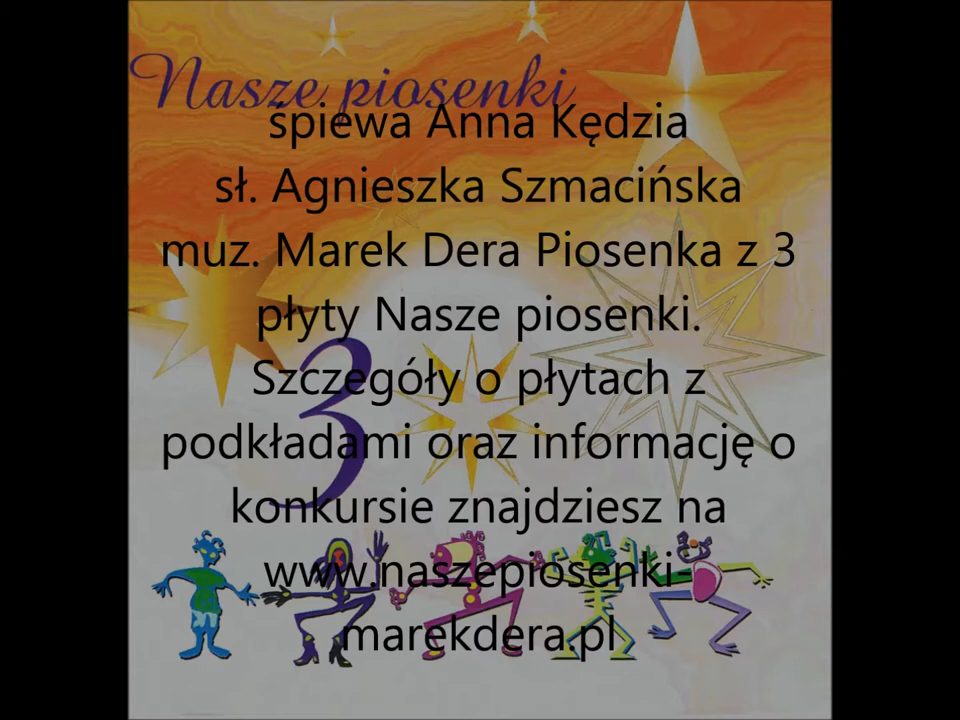 Nasze piosenki
śpiewa Anna Kędzia
sł. Agnieszka Szmacińska
muz. Marek Dera Piosenka z 3
płyty Nasze piosenki.
Szczegóły o płytach z
podkładami oraz informację o
konkursie znajdziesz na
www.naszepiosenki-
marekdera.pl
3